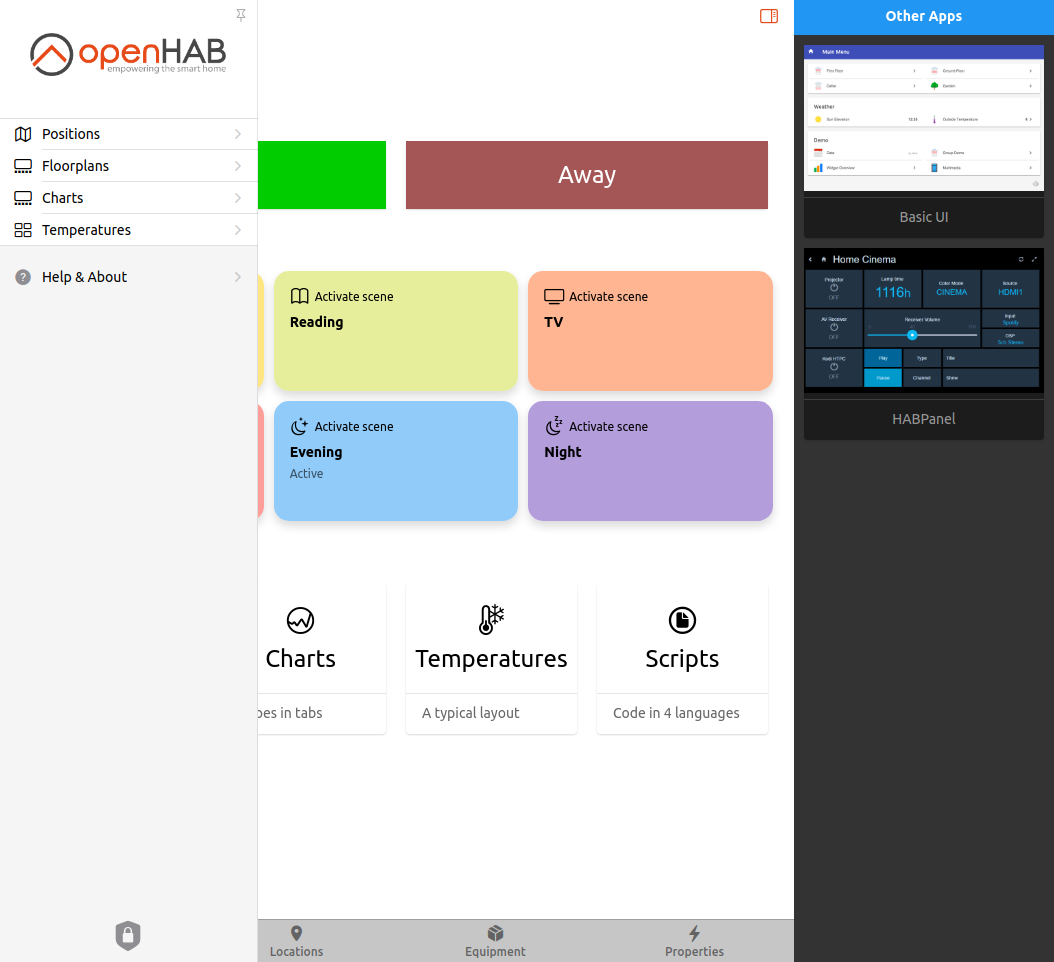 openHAB
empowering the smart home
Positions
Floorplans
Charts
Temperatures
Help & About
Away
Activate scene
Reading
Activate scene
TV
Activate scene
Evening
Active
Activate scene
Night
Charts
Temperatures
Scripts
pes in tabs
A typical layout
Code in 4 languages
Locations
Equipment
Properties
Other Apps
Main Menu
First Floor
Ground Floor
Cellar
Garden
Weather
Sun Elevation
Outside Temperature
Demo
Date
Group Demo
Widget Overview
Multimedia
Basic UI
Home Cinema
Projector
OFF
Lamp time
1116h
Color Mode
CINEMA
Source
HDMI1
AV Receiver
OFF
Receiver Volume
Input
Spotify
DSP
5ch Stereo
Kodi HTPC
OFF
Play
Type
Title
Pause
Channel
Show
HABPanel